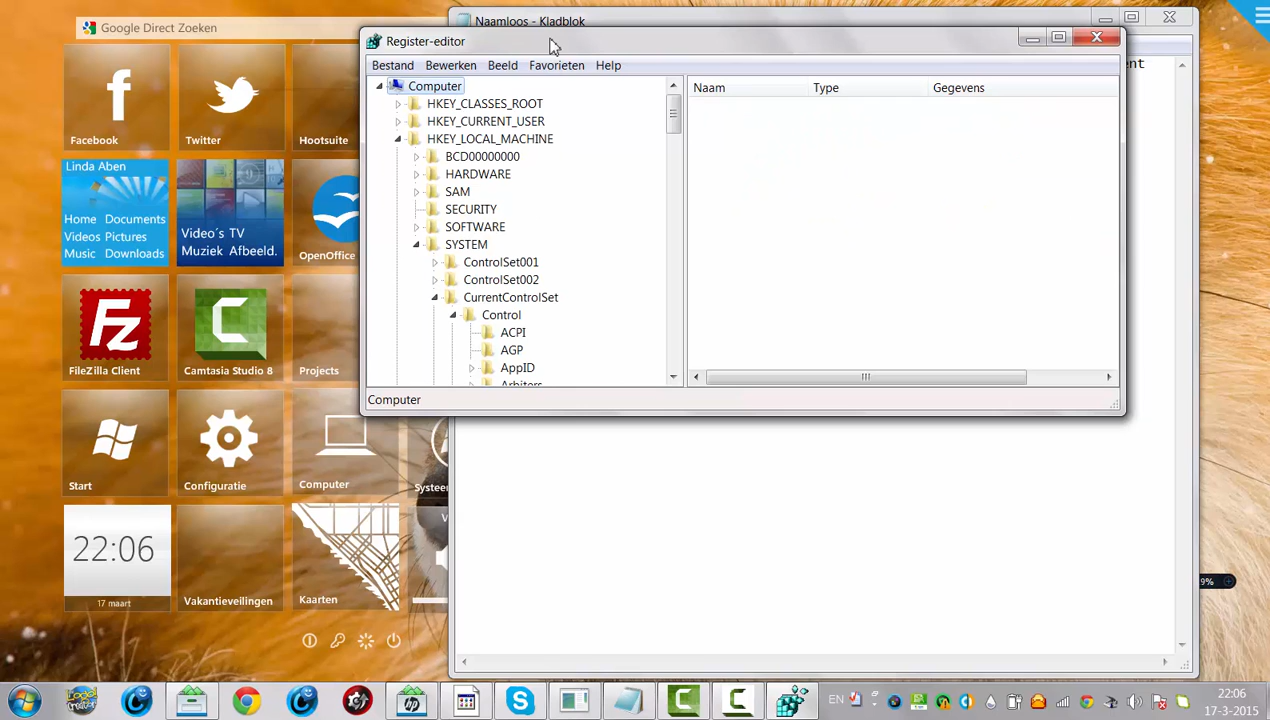 Google Direct Zoeken
Facebook
Twitter
Hootsuite
Linda Aben
Home Documents
Videos Pictures
Music Downloads
Video´s TV
Muziek Afbeeld.
OpenOffice
FileZilla Client
Camtasia Studio 8
Projects
Start
Configuratie
Computer
22:06
17 maart
Vakantieveilingen
Kaarten
Naamloos - Kladblok
Register-editor
Bestand Bewerken Beeld Favorieten Help
Computer
HKEY_CLASSES_ROOT
HKEY_CURRENT_USER
HKEY_LOCAL_MACHINE
BCD00000000
HARDWARE
SAM
SECURITY
SOFTWARE
SYSTEM
ControlSet001
ControlSet002
CurrentControlSet
Control
ACPI
AGP
AppID
Arbiters
Naam Type Gegevens
Computer
EN
22:06
17-3-2015